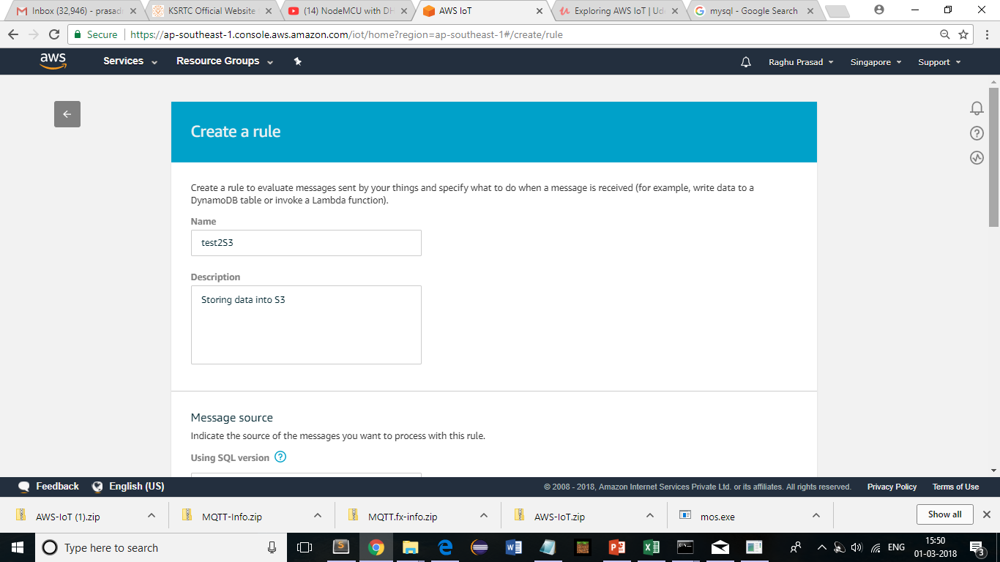 Inbox (32,946) - prasad
KSRTC Official Website
(14) NodeMCU with DH
AWS IoT
Exploring AWS IoT | Ud
mysql - Google Search
Secure
https://ap-southeast-1.console.aws.amazon.com/iot/home?region=ap-southeast-1#/create/rule
aws
Services
Resource Groups
Raghu Prasad
Singapore
Support
Create a rule
Create a rule to evaluate messages sent by your things and specify what to do when a message is received (for example, write data to a
DynamoDB table or invoke a Lambda function).
Name
test2S3
Description
Storing data into S3
Message source
Indicate the source of the messages you want to process with this rule.
Using SQL version
Feedback
English (US)
© 2008 - 2018, Amazon Internet Services Private Ltd. or its affiliates. All rights reserved.
Privacy Policy
Terms of Use
AWS-IoT (1).zip
MQTT-Info.zip
MQTT.fx-info.zip
AWS-IoT.zip
mos.exe
Show all
Type here to search
ENG
15:50
01-03-2018
3